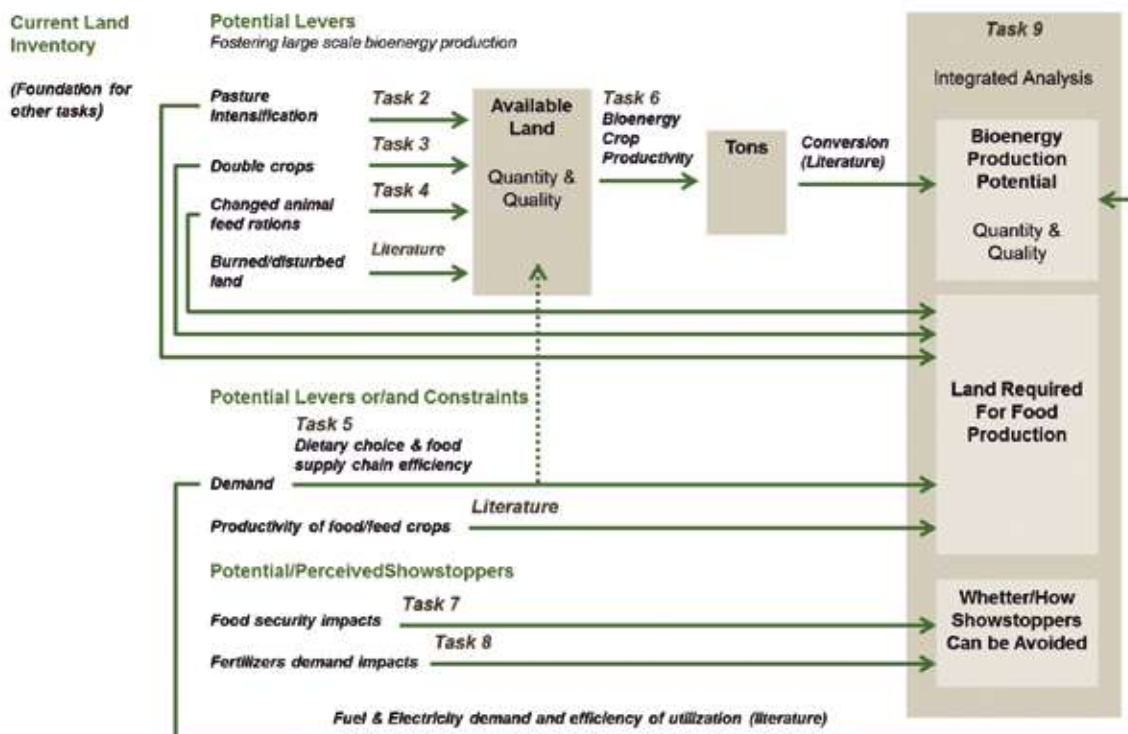 Current Land
Inventory
(Foundation for
other tasks)
Potential Levers
Fostering large scale bioenergy production
Pasture
Intensification
Task 2
Double crops
Task 3
Changed animal
feed rations
Task 4
Burned/disturbed
land
Literature
Available
Land
Quantity &
Quality
Task 6
Bioenergy
Crop
Productivity
Tons
Conversion
(Literature)
Task 9
Integrated Analysis
Bioenergy
Production
Potential
Quantity &
Quality
Land Required
For Food
Production
Potential Levers or/and Constraints
Task 5
Dietary choice & food
supply chain efficiency
Demand
Literature
Productivity of food/feed crops
Potential/PerceivedShowstoppers
Task 7
Food security impacts
Task 8
Fertilizers demand impacts
Whetter/How
Showstoppers
Can be Avoided
Fuel & Electricity demand and efficiency of utilization (literature)